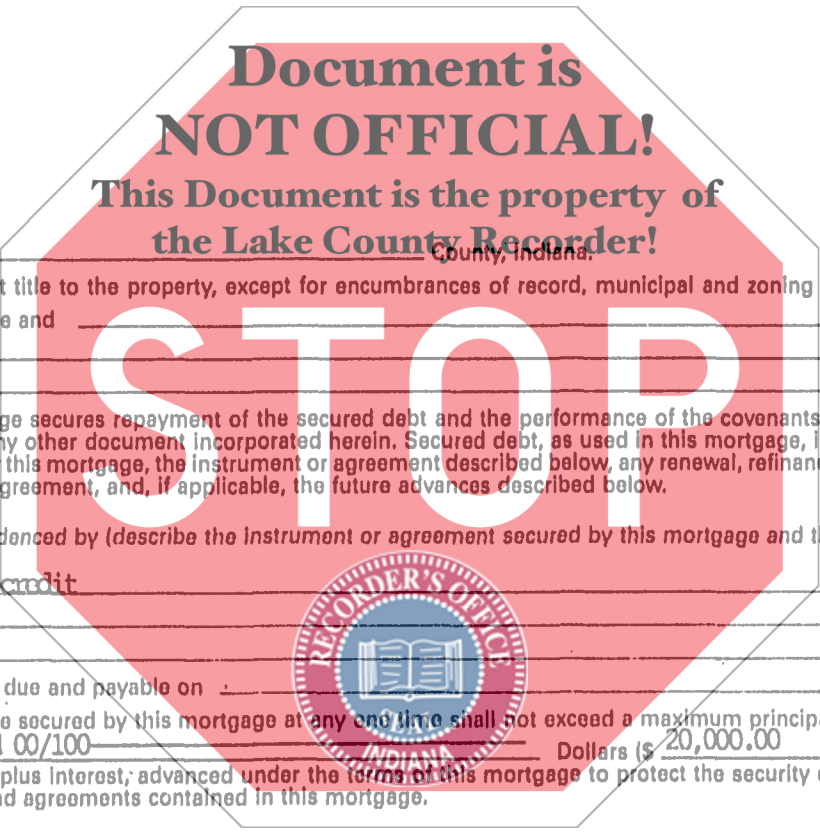 Document is
NOT OFFICIAL!
This Document is the property of
the Lake County Recorder!
County, Indiana.
t title to the property, except for encumbrances of record, municipal and zoning
e and
STOP
ge secures repayment of the secured debt and the performance of the covenants
ny other document incorporated herein. Secured debt, as used in this mortgage, i
this mortgage, the instrument or agreement described below, any renewal, refinan
greement, and, if applicable, the future advances described below.
denced by (describe the instrument or agreement secured by this mortgage and t
credit
RECORDER'S OFFICE
due and payable on
e secured by this mortgage at any one time shall not exceed a maximum principa
00/100 Dollars ($ 20,000.00
INDIANA
plus interest, advanced under the terms of this mortgage to protect the security
d agreements contained in this mortgage.